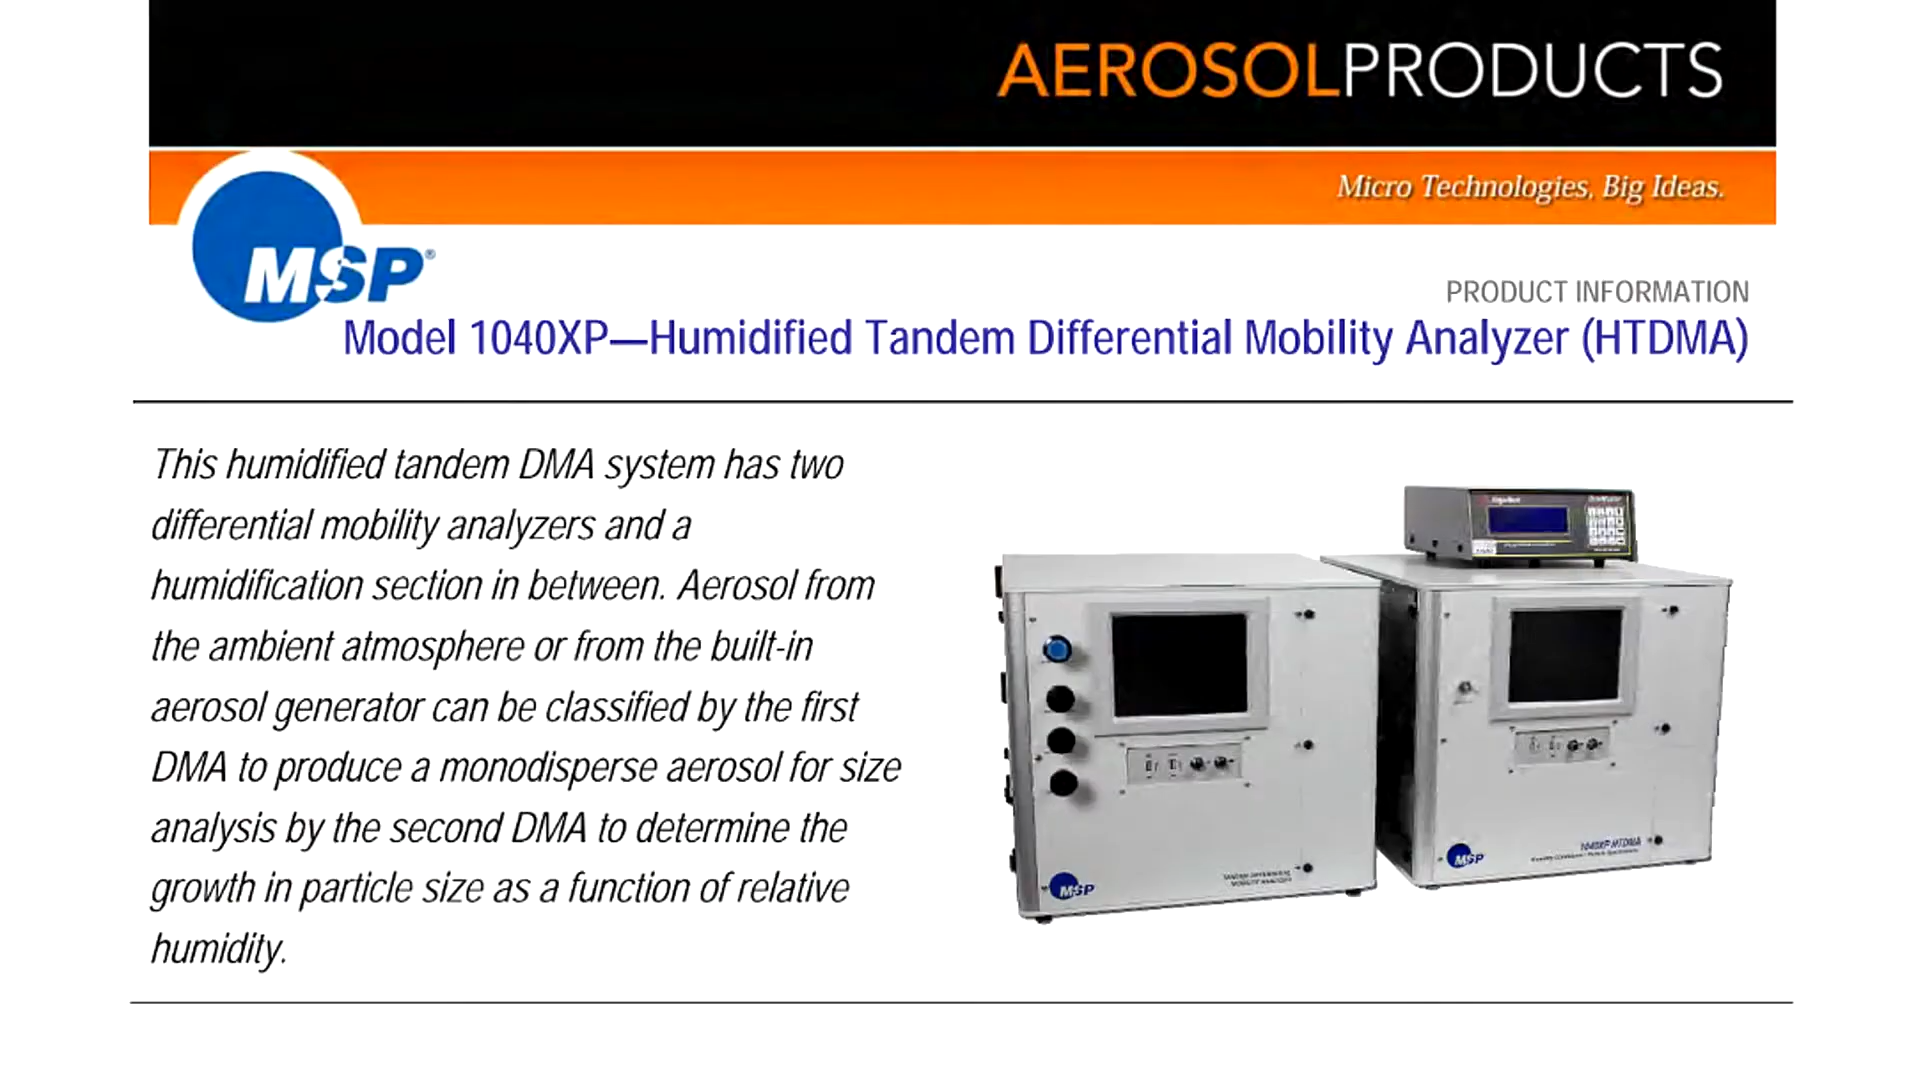 AEROSOLPRODUCTS
Micro Technologies, Big Ideas.
MSP®
PRODUCT INFORMATION
Model 1040XP—Humidified Tandem Differential Mobility Analyzer (HTDMA)
This humidified tandem DMA system has two
differential mobility analyzers and a
humidification section in between. Aerosol from
the ambient atmosphere or from the built-in
aerosol generator can be classified by the first
DMA to produce a monodisperse aerosol for size
analysis by the second DMA to determine the
growth in particle size as a function of relative
humidity.
MSP
TANDEM DIFFERENTIAL
MOBILITY ANALYZER
MSP
1040XP HTDMA